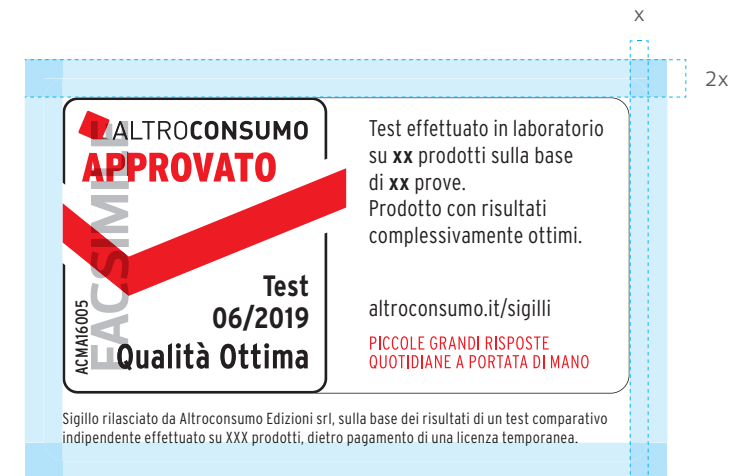 x
2x
ALTROCONSUMO
APPROVATO
FACSIMILE
Test
06/2019
Qualità Ottima
ACMA16005
Test effettuato in laboratorio
su xx prodotti sulla base
di xx prove.
Prodotto con risultati
complessivamente ottimi.
altroconsumo.it/sigilli
PICCOLE GRANDI RISPOSTE
QUOTIDIANE A PORTATA DI MANO
Sigillo rilasciato da Altroconsumo Edizioni srl, sulla base dei risultati di un test comparativo
indipendente effettuato su XXX prodotti, dietro pagamento di una licenza temporanea.